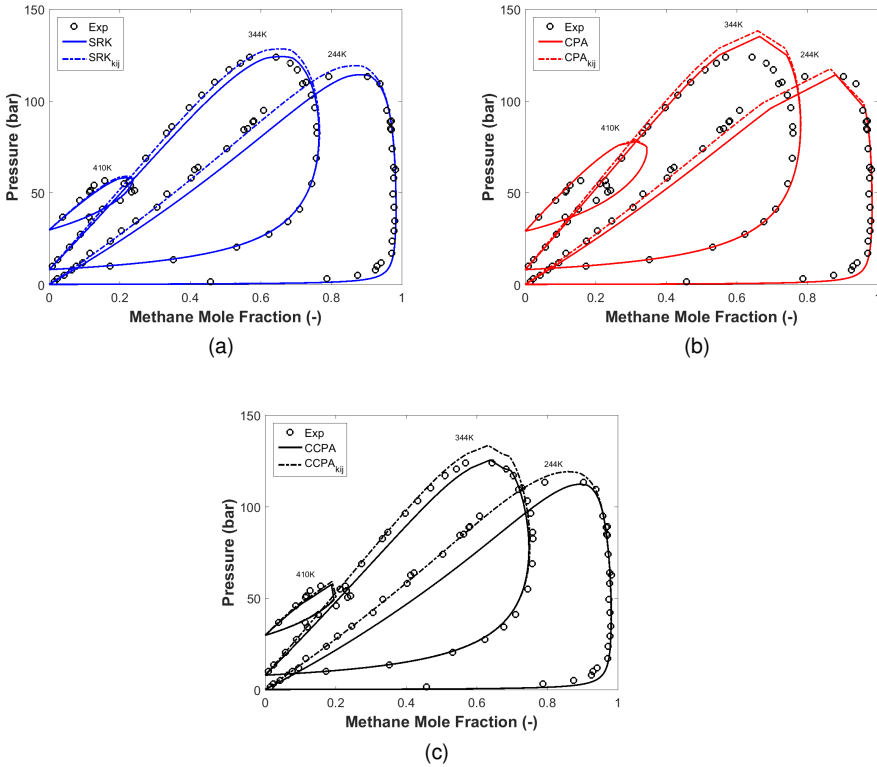 150
100
50
0
Pressure (bar)
Exp
SRK
SRKkij
344K
244K
410K
0 0.2 0.4 0.6 0.8 1
Methane Mole Fraction (-)
(a)
150
100
50
0
Pressure (bar)
Exp
CPA
CPAkij
344K
244K
410K
0 0.2 0.4 0.6 0.8 1
Methane Mole Fraction (-)
(b)
150
100
50
0
Pressure (bar)
Exp
CCPA
CCPAkij
344K
244K
410K
0 0.2 0.4 0.6 0.8 1
Methane Mole Fraction (-)
(c)